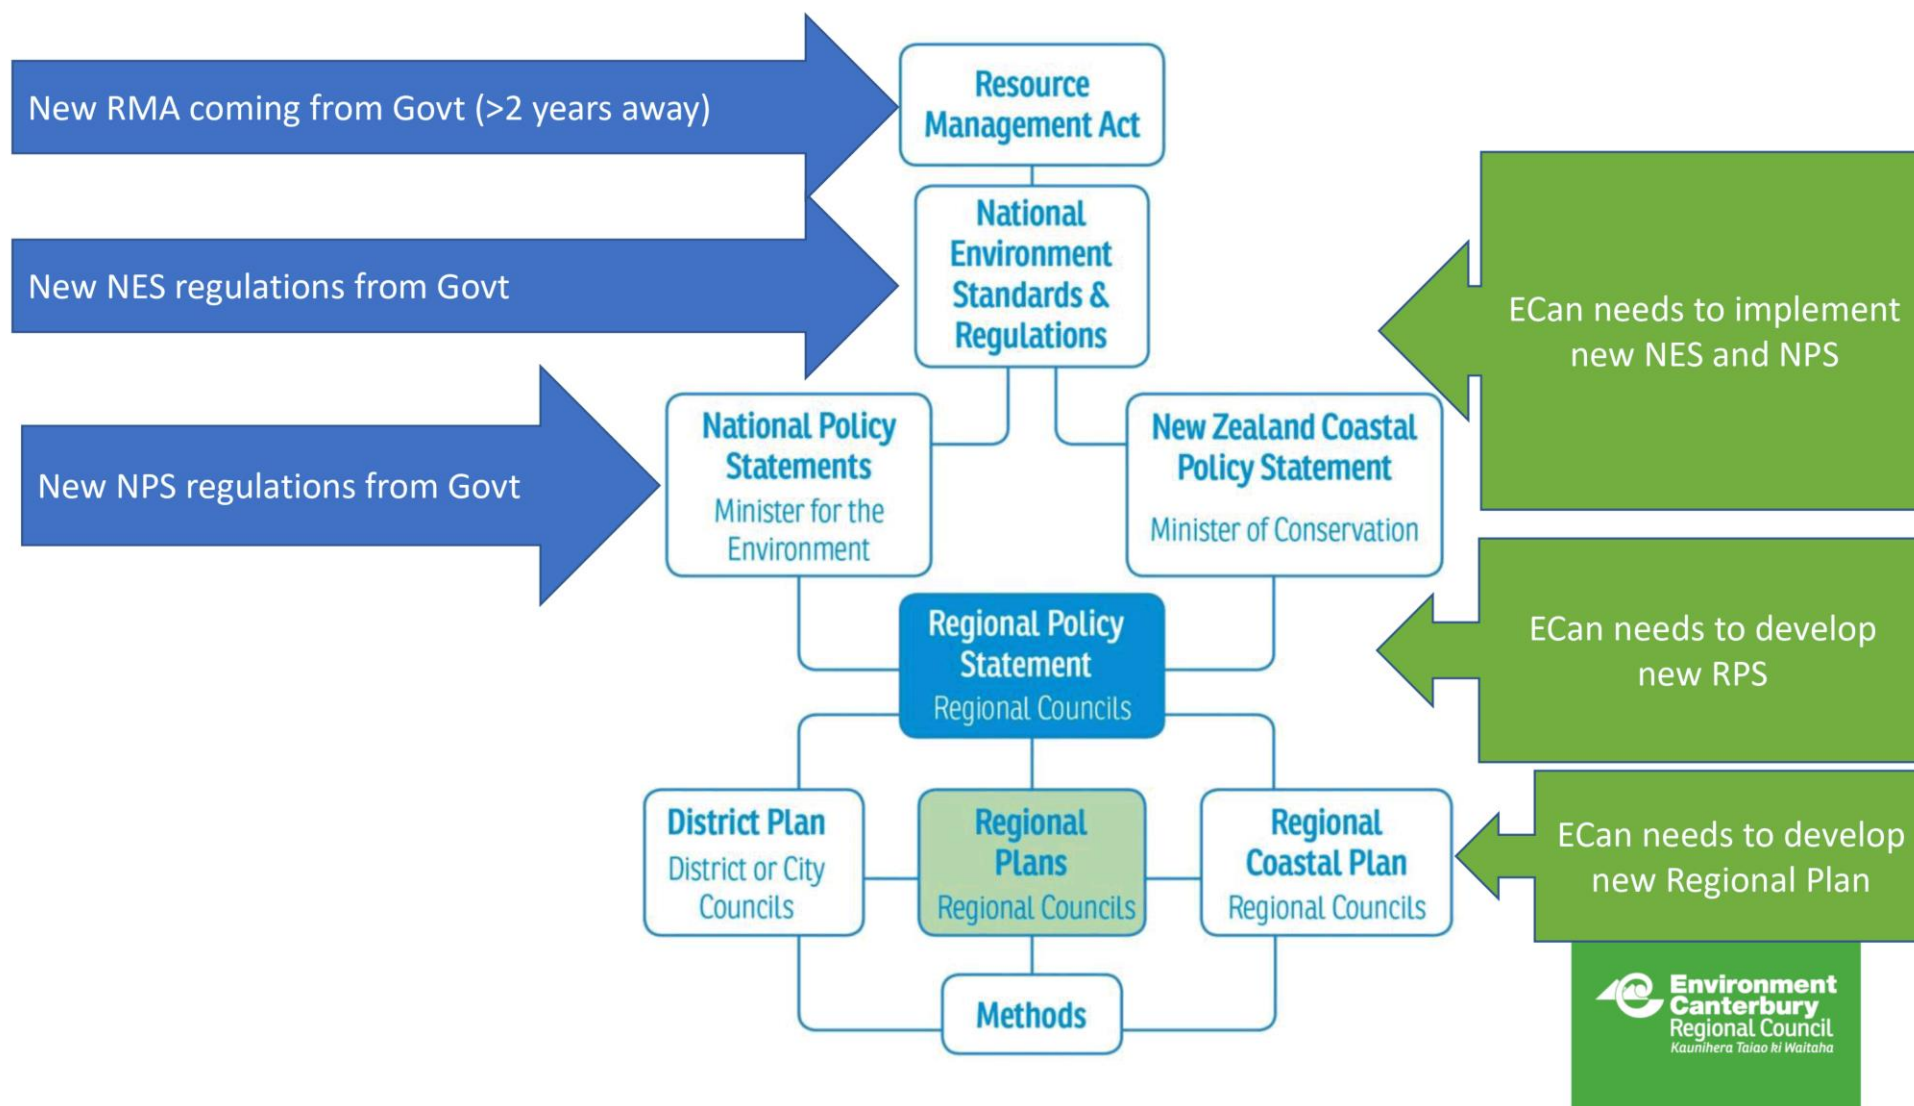 New RMA coming from Govt (>2 years away)
Resource
Management Act
New NES regulations from Govt
National
Environment
Standards &
Regulations
ECan needs to implement
new NES and NPS
New NPS regulations from Govt
National Policy
Statements
Minister for the
Environment
New Zealand Coastal
Policy Statement
Minister of Conservation
Regional Policy
Statement
Regional Councils
ECan needs to develop
new RPS
District Plan
District or City
Councils
Regional
Plans
Regional Councils
Regional
Coastal Plan
Regional Councils
ECan needs to develop
new Regional Plan
Methods
Environment
Canterbury
Regional Council
Kaunihera Taiao ki Waitaha